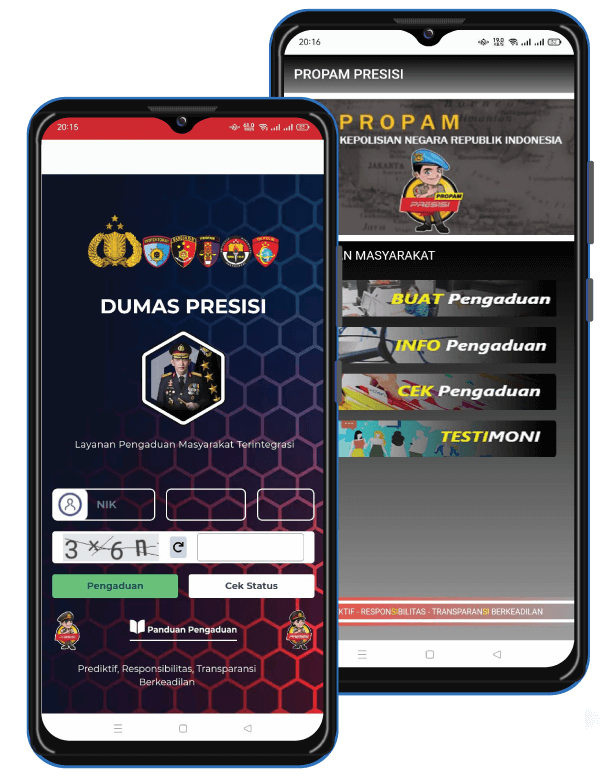 20:15
DUMAS PRESISI
Layanan Pengaduan Masyarakat Terintegrasi
NIK
3 x 6 n
Pengaduan
Cek Status
Panduan Pengaduan
Prediktif, Responsibilitas, Transparansi
Berkeadilan
20:16
PROPAM PRESISI
PROPAM
KEPOLISIAN NEGARA REPUBLIK INDONESIA
JAKARTA
PROPAM
PRESISI
AN MASYARAKAT
BUAT Pengaduan
INFO Pengaduan
CEK Pengaduan
TESTIMONI
KTIF - RESPONSIBILITAS - TRANSPARANSI BERKEADILAN